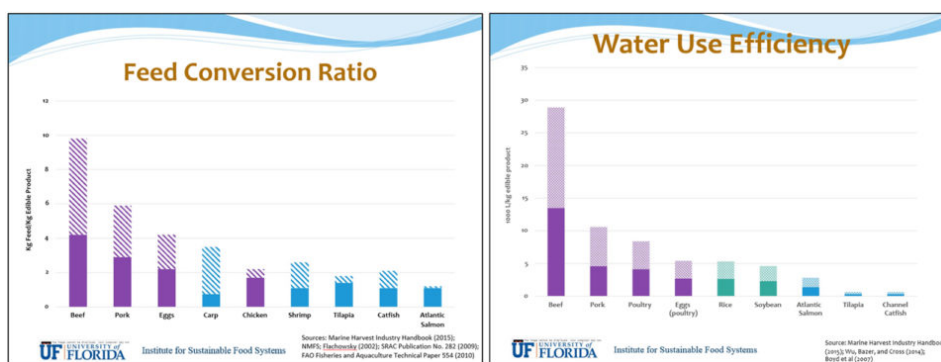 Feed Conversion Ratio
Kg Feed/Kg Edible Product
12
10
8
6
4
2
0
Beef
Pork
Eggs
Carp
Chicken
Shrimp
Tilapia
Catfish
Atlantic
Salmon
Sources: Marine Harvest Industry Handbook (2015);
NMFS; Flachowsky (2002); SRAC Publication No. 282 (2009);
FAO Fisheries and Aquaculture Technical Paper 554 (2010)
UF UNIVERSITY of
FLORIDA
Institute for Sustainable Food Systems
Water Use Efficiency
1000 L/kg edible product
35
30
25
20
15
10
5
0
Beef
Pork
Poultry
Eggs
(poultry)
Rice
Soybean
Atlantic
Salmon
Tilapia
Channel
Catfish
Source: Marine Harvest Industry Handbo
(2015); Wu, Bazer, and Cross (2014);
Boyd et al (2007)
UF UNIVERSITY of
FLORIDA
Institute for Sustainable Food Systems